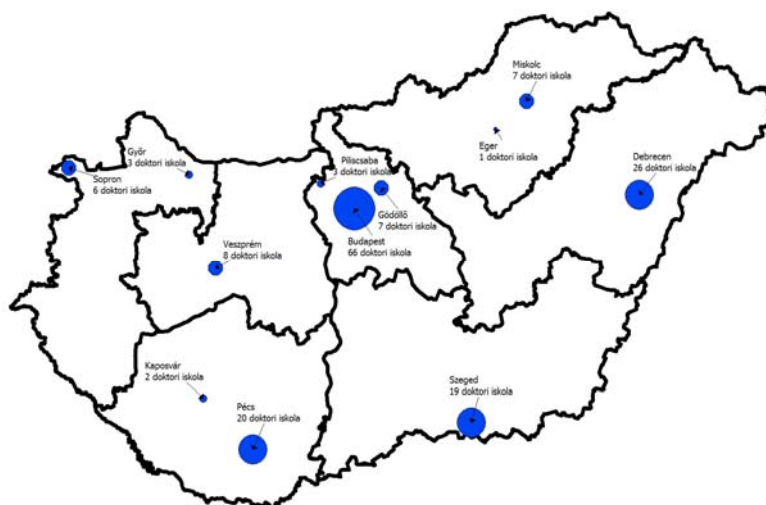 Miskolc
7 doktori iskola
Eger
1 doktori iskola
Győr
3 doktori iskola
Piliscsaba
3 doktori iskola
Debrecen
26 doktori iskola
Sopron
6 doktori iskola
Gödöllő
7 doktori iskola
Budapest
66 doktori iskola
Veszprém
8 doktori iskola
Kaposvár
2 doktori iskola
Pécs
20 doktori iskola
Szeged
19 doktori iskola